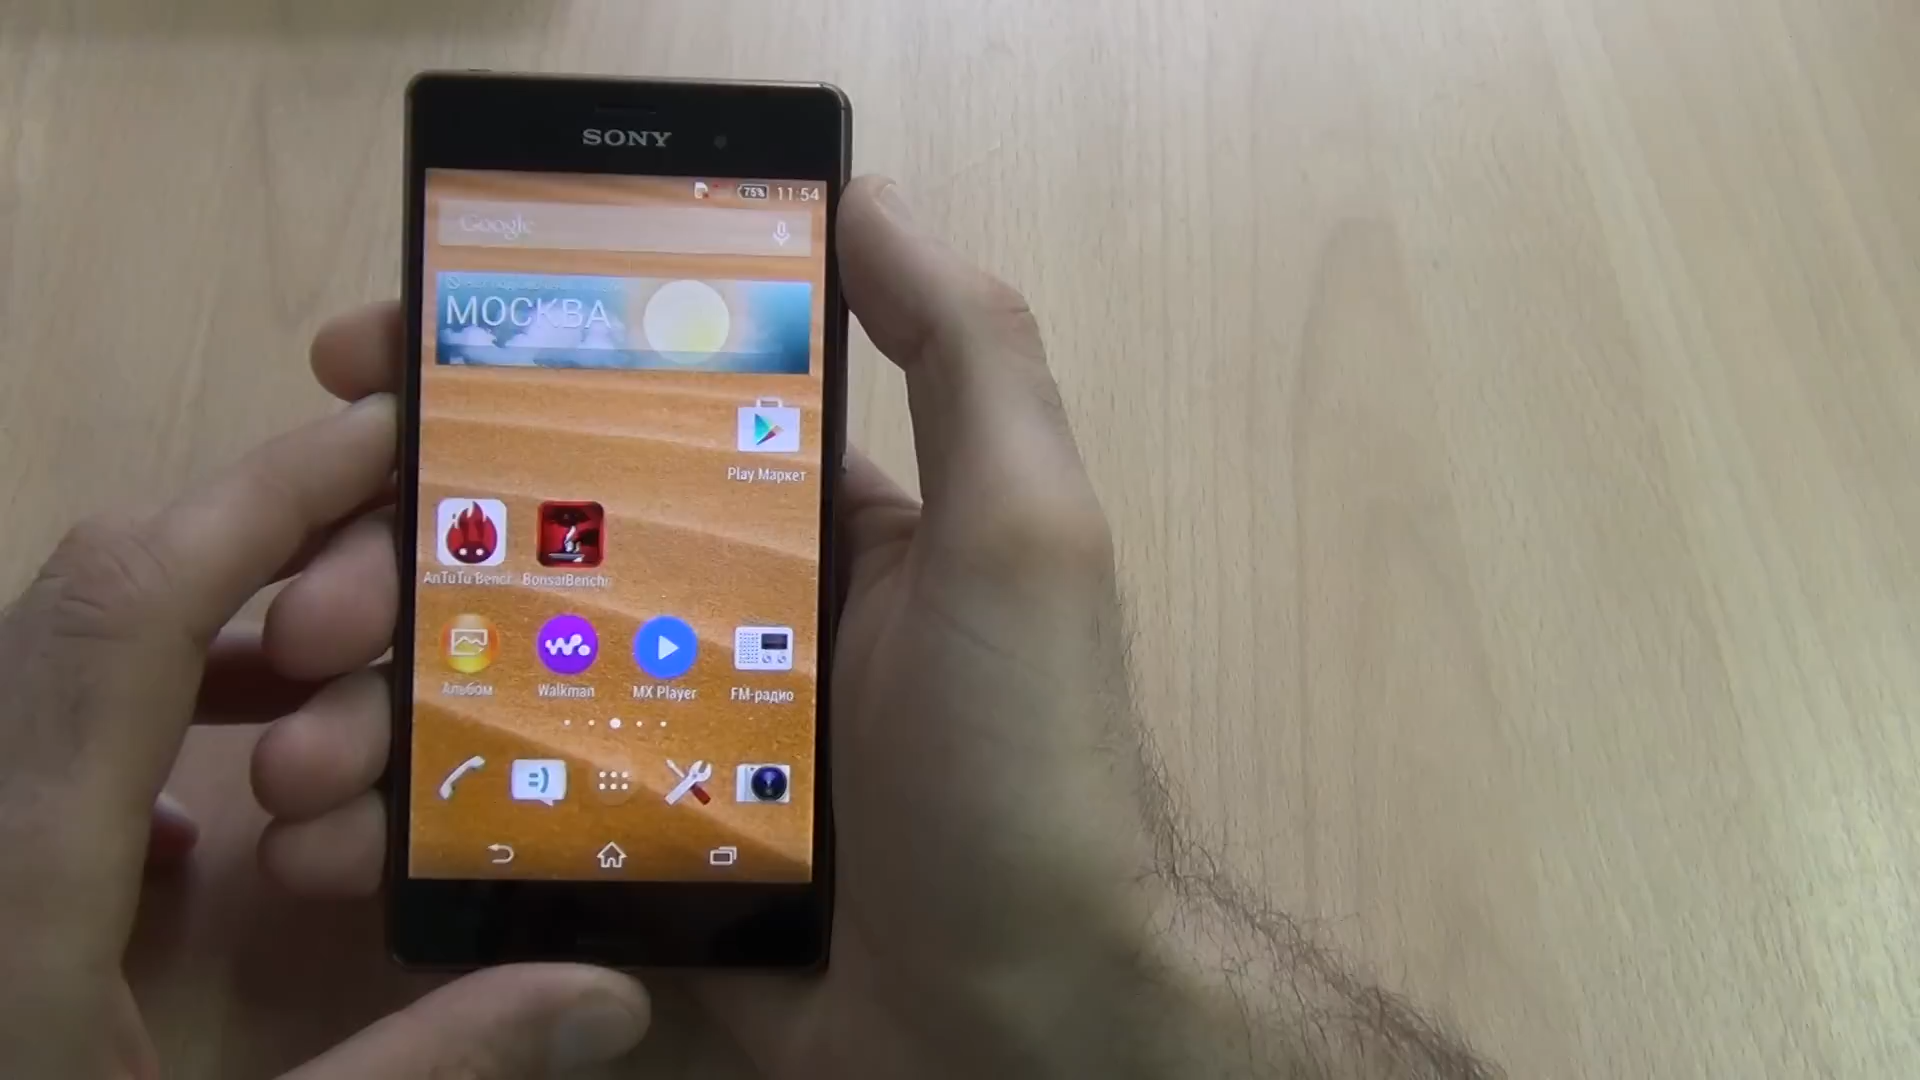 SONY
75% 11:54
Google
МОСКВА
Play Маркет
AnTuTu Bench BonsaiBench
Альбом Walkman MX Player FM-радио